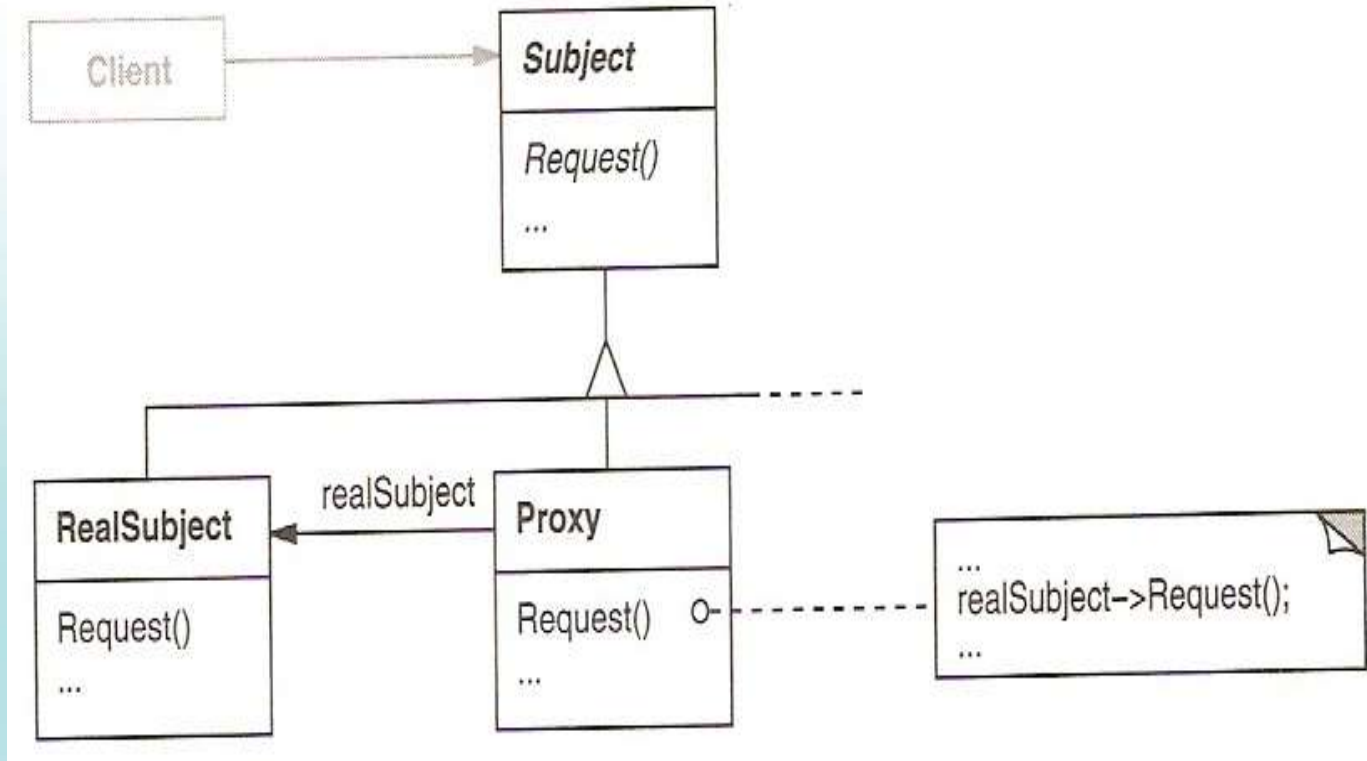 Client
Subject
Request()
...
realSubject
RealSubject
Request()
...
Proxy
Request()
...
...
realSubject−>Request();
...